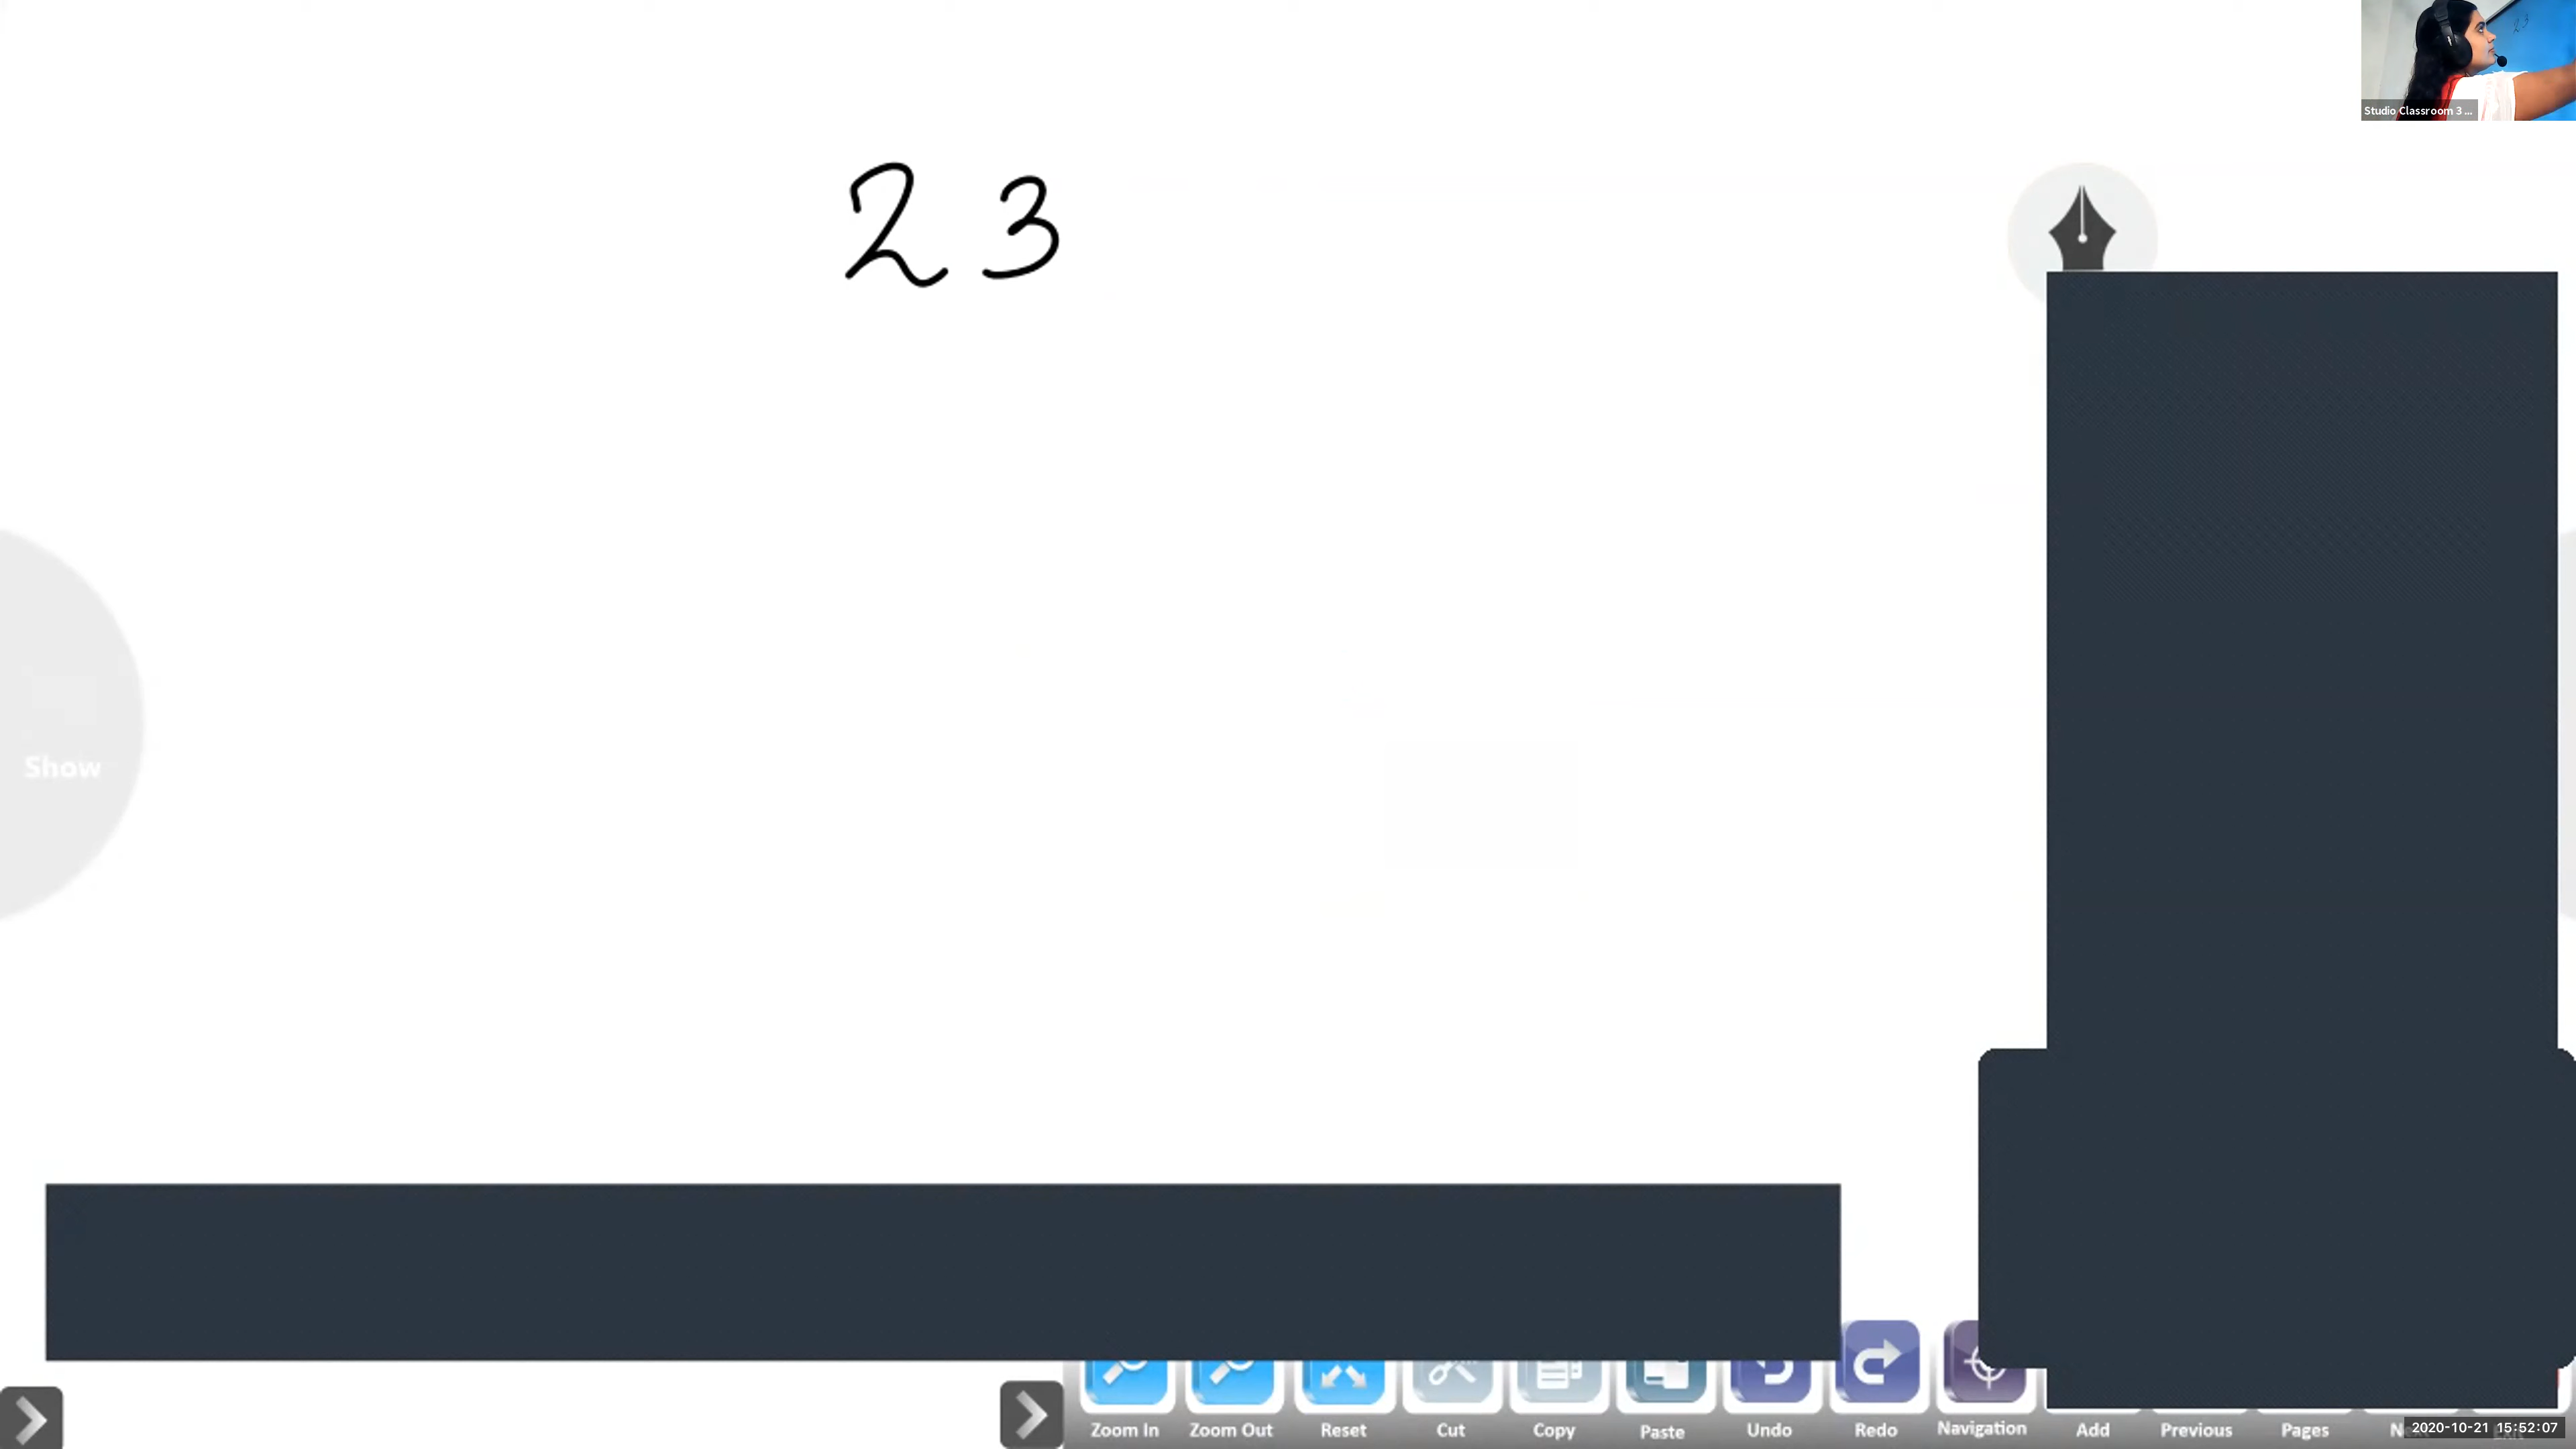 Studio Classroom 3 ...
23
Show
Zoom In Zoom Out Reset Cut Copy Paste Undo Redo Navigation Add Previous Pages
2020-10-21 15:52:07